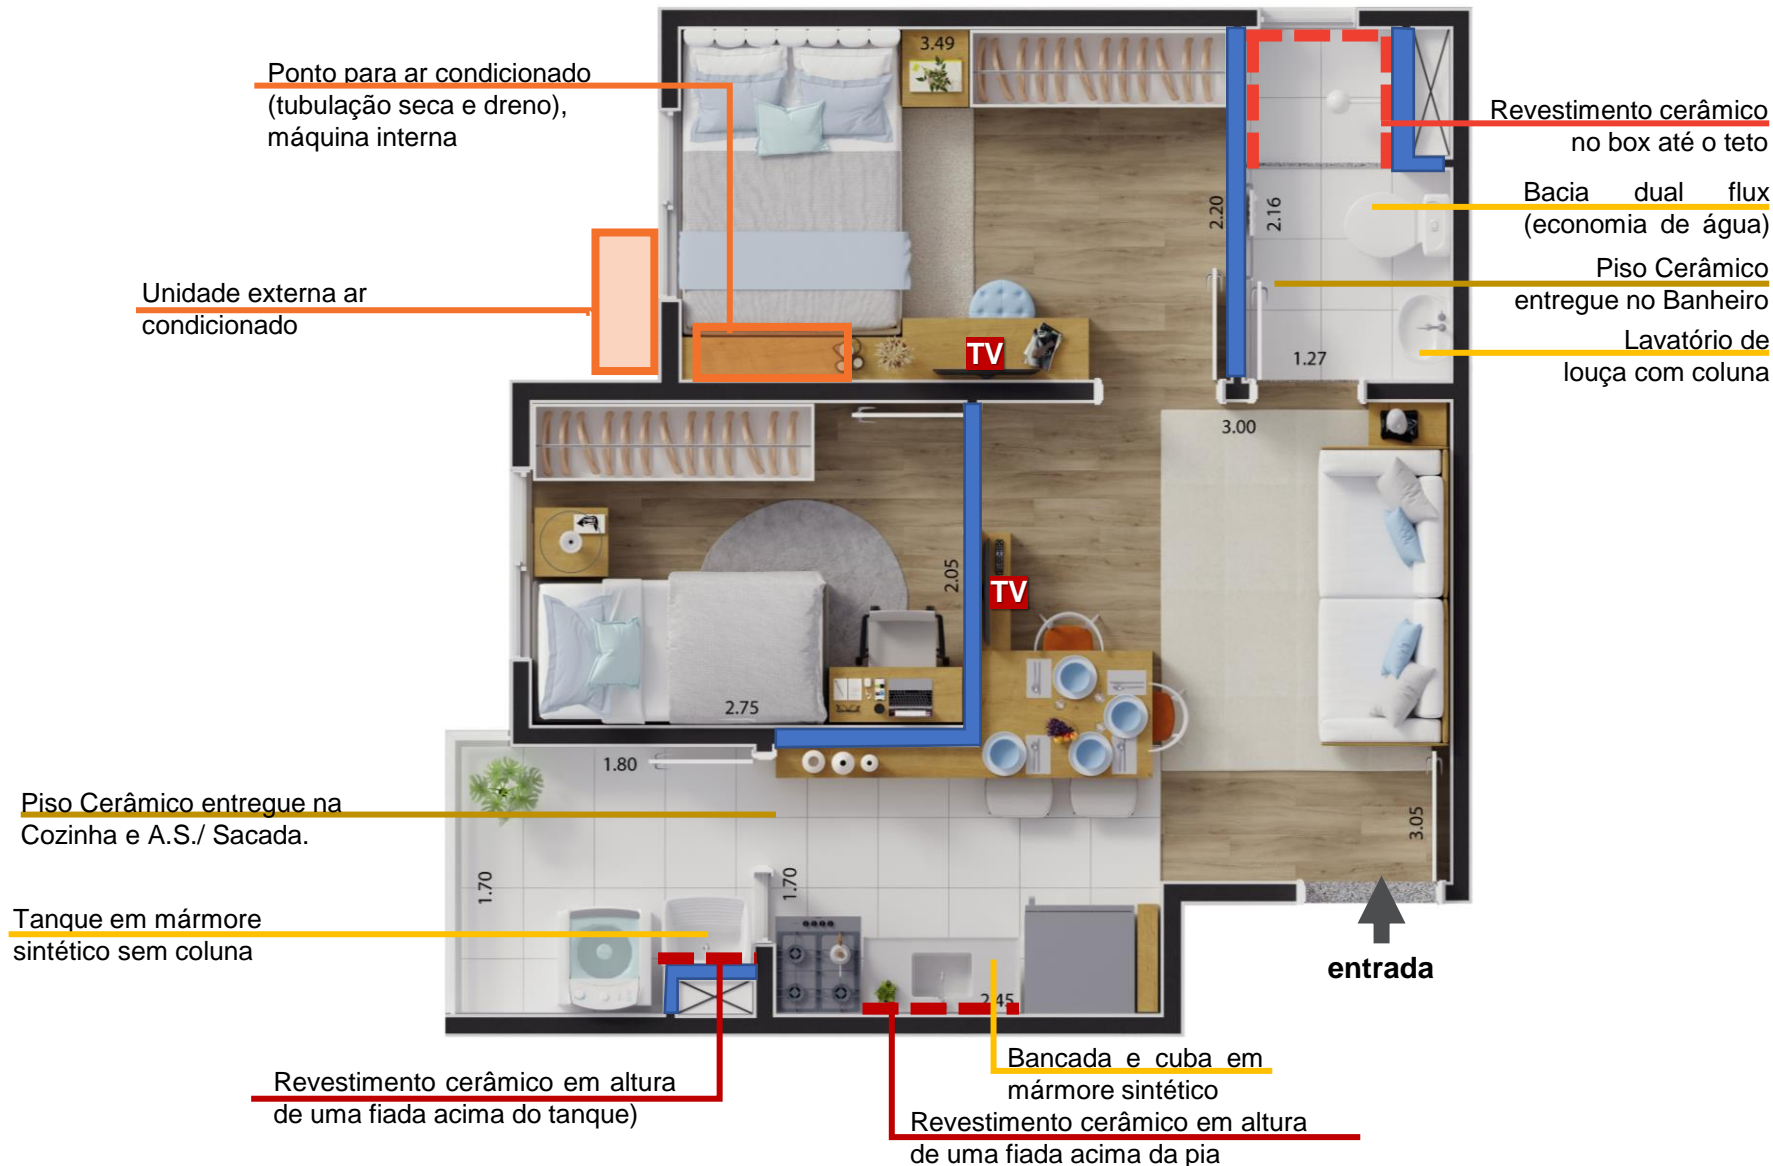 Ponto para ar condicionado
(tubulação seca e dreno),
máquina interna
3.49
Revestimento cerâmico
no box até o teto
Bacia dual flux
(economia de água)
2.20
2.16
Piso Cerâmico
entregue no Banheiro
Unidade externa ar
condicionado
Lavatório de
louça com coluna
TV
1.27
3.00
2.05
TV
2.75
1.80
Piso Cerâmico entregue na
Cozinha e A.S./ Sacada.
3.05
1.70
1.70
Tanque em mármore
sintético sem coluna
entrada
2.45
Bancada e cuba em
mármore sintético
Revestimento cerâmico em altura
de uma fiada acima do tanque)
Revestimento cerâmico em altura
de uma fiada acima da pia